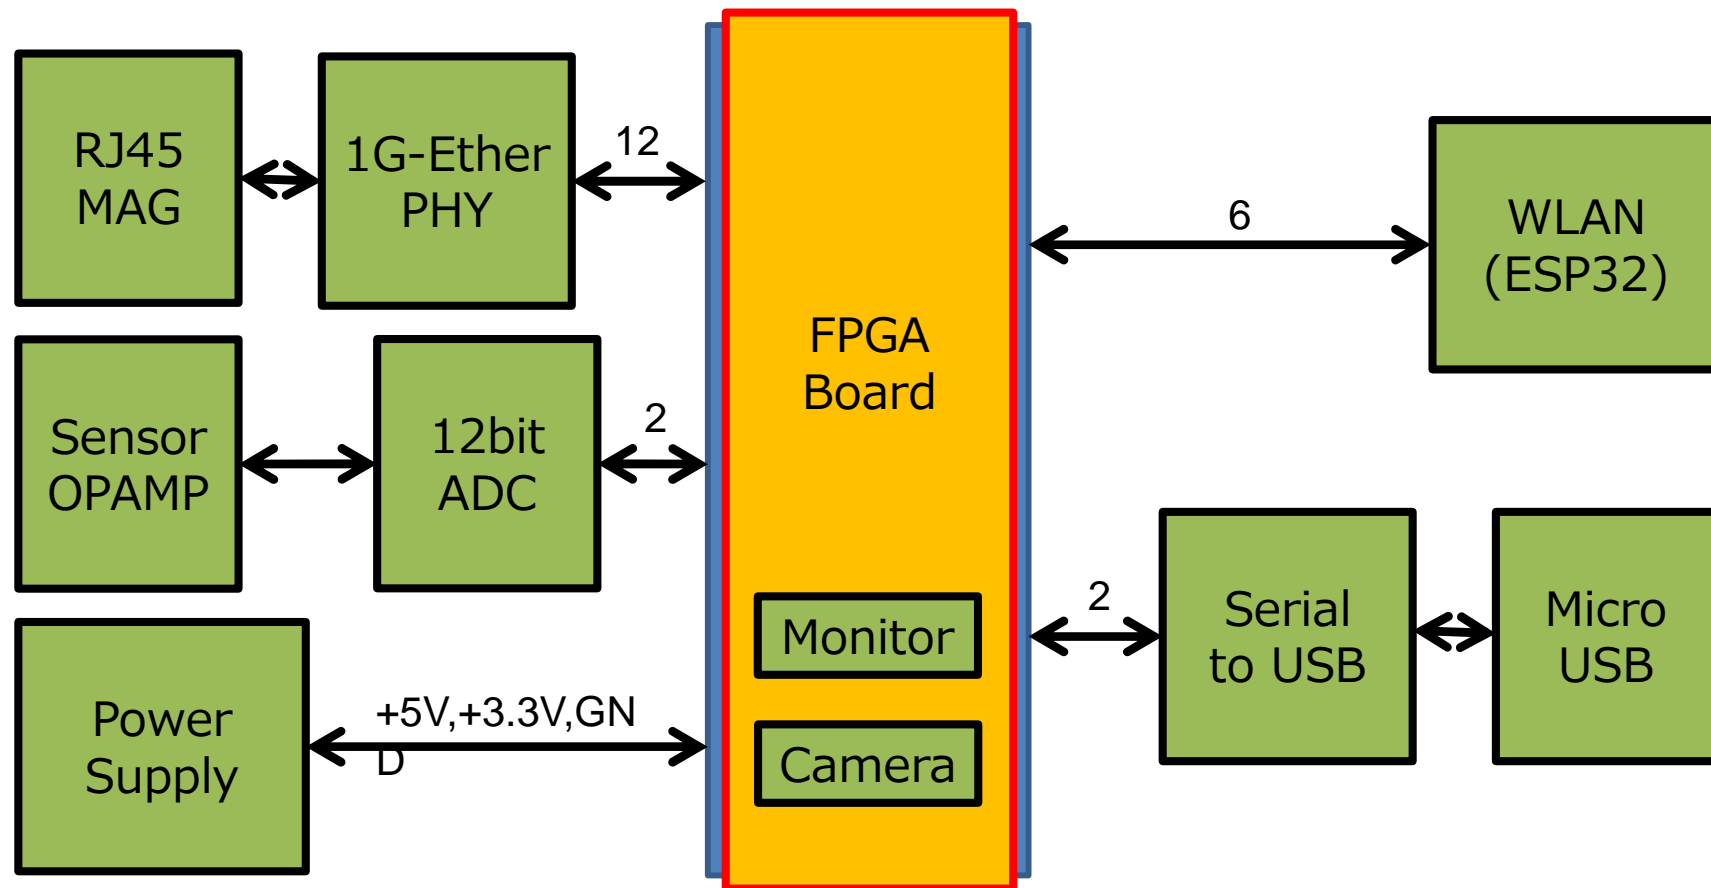 RJ45
MAG
1G-Ether
PHY
12
FPGA
Board
6
WLAN
(ESP32)
Sensor
OPAMP
12bit
ADC
2
Monitor
Camera
2
Serial
to USB
Micro
USB
Power
Supply
+5V,+3.3V,GN
D